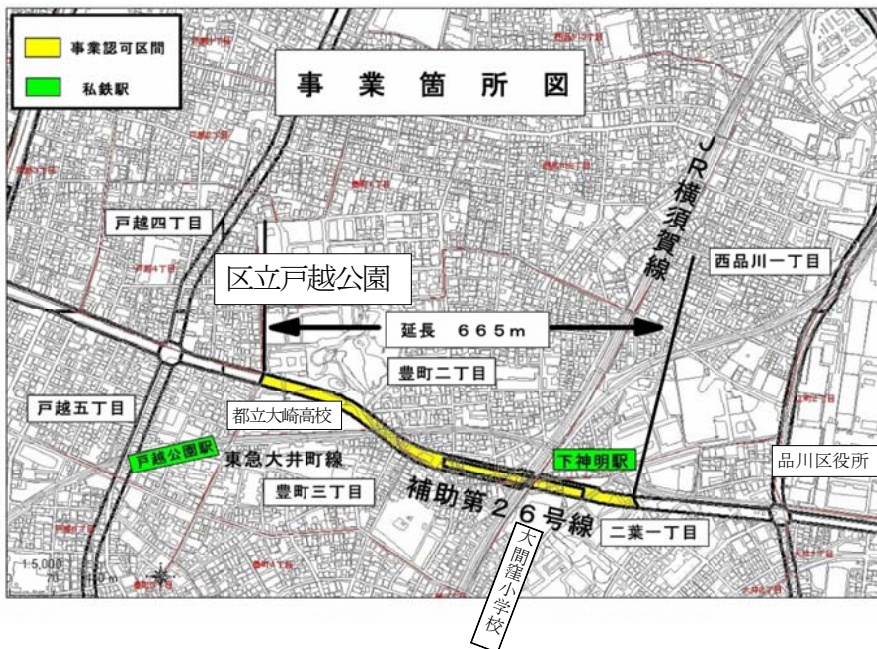 事業認可区間
私鉄駅
事業箇所図
JR横須賀線
戸越四丁目
西品川一丁目
区立戸越公園
延長 665m
豊町二丁目
戸越五丁目
都立大崎高校
戸越公園駅
東急大井町線
下神明駅
品川区役所
豊町三丁目
補助第26号線
二葉一丁目
大間窪小学校
1:5,000